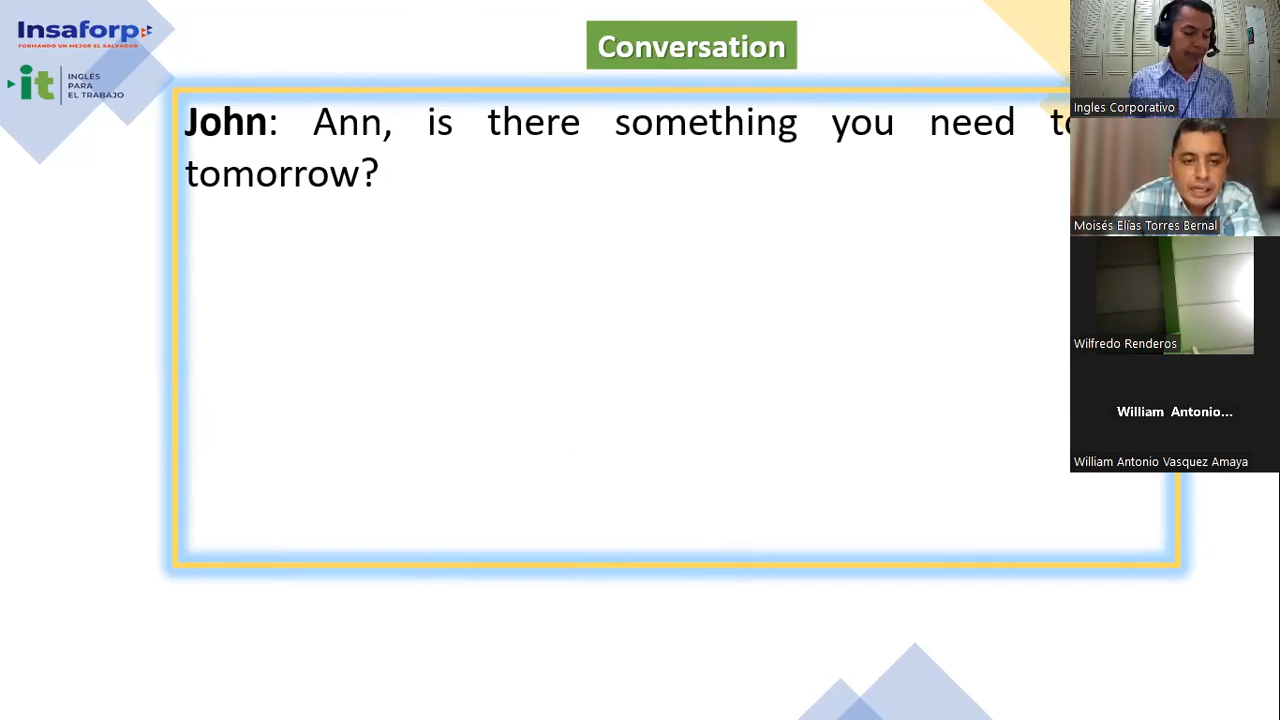 Insaforp
FORMANDO UN MEJOR EL SALVADOR
it
INGLÉS
PARA
EL TRABAJO
Conversation
John: Ann, is there something you need
tomorrow?
Ingles Corporativo
Moisés Elías Torres Bernal
Wilfredo Renderos
William Antonio...
William Antonio Vasquez Amaya